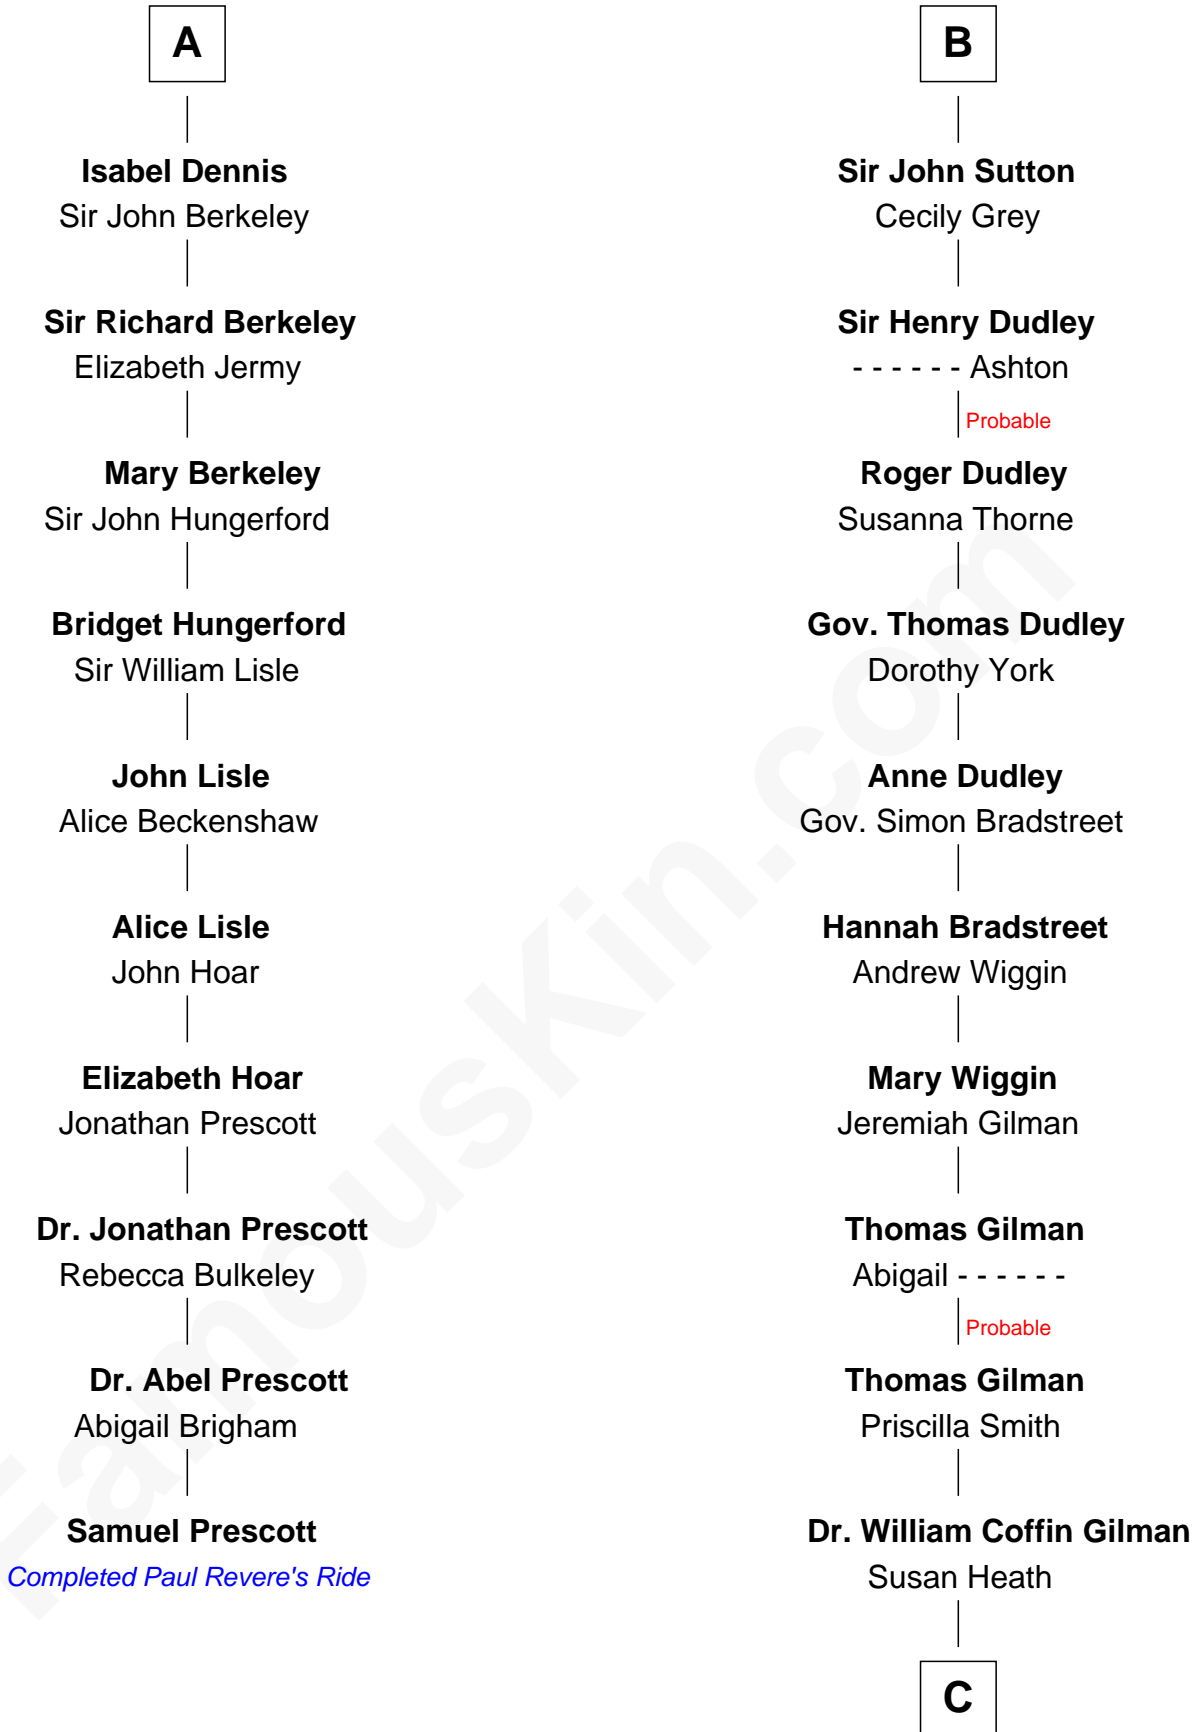 A
Isabel Dennis
Sir John Berkeley
Sir Richard Berkeley
Elizabeth Jermy
Mary Berkeley
Sir John Hungerford
Bridget Hungerford
Sir William Lisle
John Lisle
Alice Beckenshaw
Alice Lisle
John Hoar
Elizabeth Hoar
Jonathan Prescott
Dr. Jonathan Prescott
Rebecca Bulkeley
Dr. Abel Prescott
Abigail Brigham
Samuel Prescott
Completed Paul Revere's Ride
B
Sir John Sutton
Cecily Grey
Sir Henry Dudley
- - - - - - Ashton
Probable
Roger Dudley
Susanna Thorne
Gov. Thomas Dudley
Dorothy York
Anne Dudley
Gov. Simon Bradstreet
Hannah Bradstreet
Andrew Wiggin
Mary Wiggin
Jeremiah Gilman
Thomas Gilman
Abigail - - - - - -
Probable
Thomas Gilman
Priscilla Smith
Dr. William Coffin Gilman
Susan Heath
C
FamousKin.com